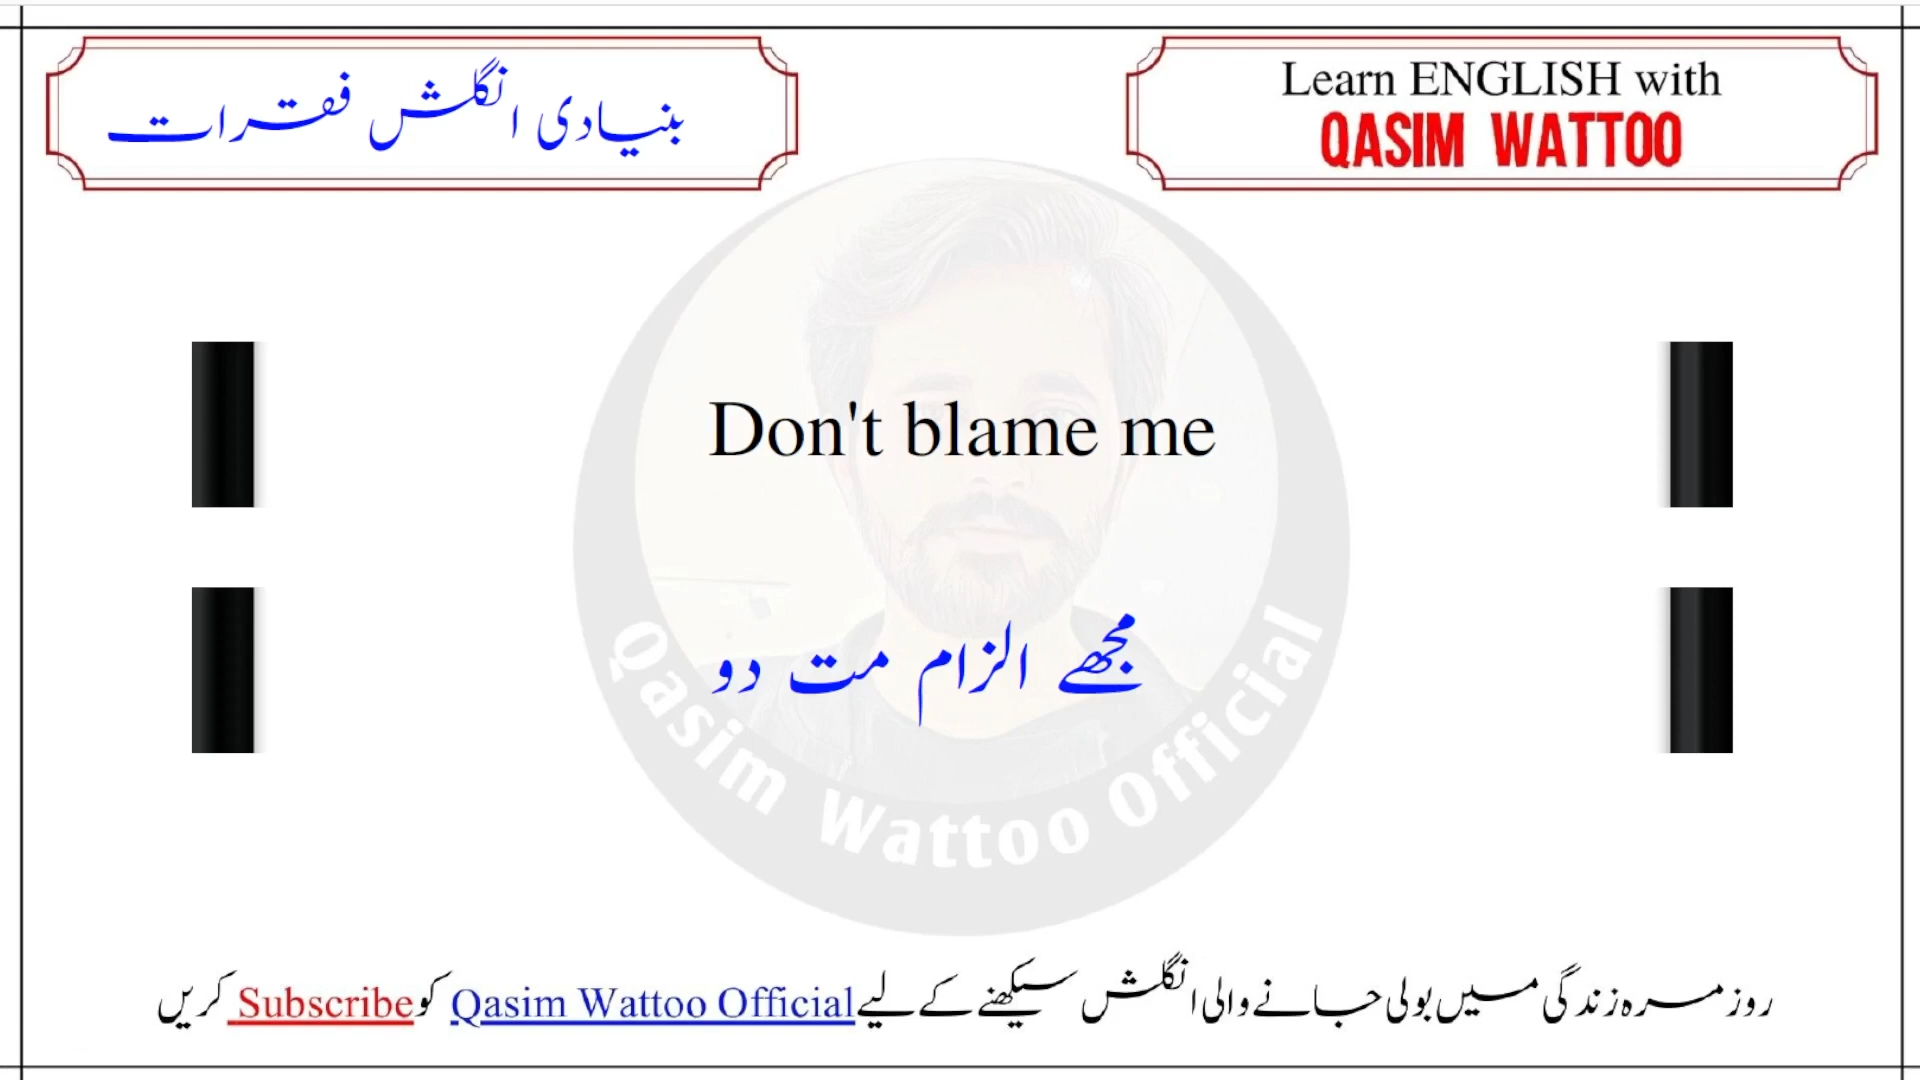 بنیادی انگلش فقرات
Learn ENGLISH with
QASIM WATTOO
Don't blame me
مجھے الزام مت دو
Qasim Wattoo Official
روزمرہ زندگی میں بولی جانے والی انگلش سیکھنے کے لیے Qasim Wattoo Official کو Subscribe کریں